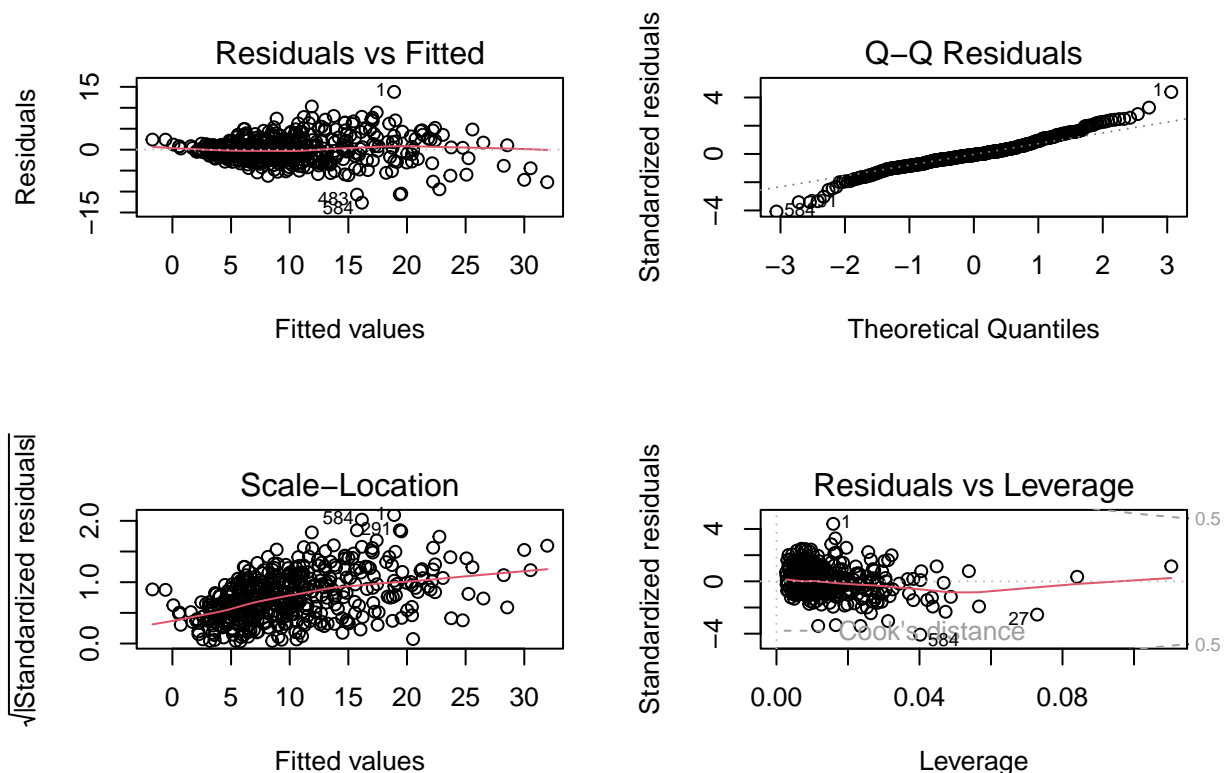 Residuals vs Fitted
Residuals
15
0
−15
1
483
584
0 5 10 15 20 25 30
Fitted values
Q−Q Residuals
Standardized residuals
4
0
−4
1
584
−3 −2 −1 0 1 2 3
Theoretical Quantiles
Scale−Location
√|Standardized residuals|
2.0
1.0
0.0
584
1
291
0 5 10 15 20 25 30
Fitted values
Residuals vs Leverage
Standardized residuals
4
0
−4
1
27
584
Cook's distance
0.5
0.5
0.00 0.04 0.08
Leverage